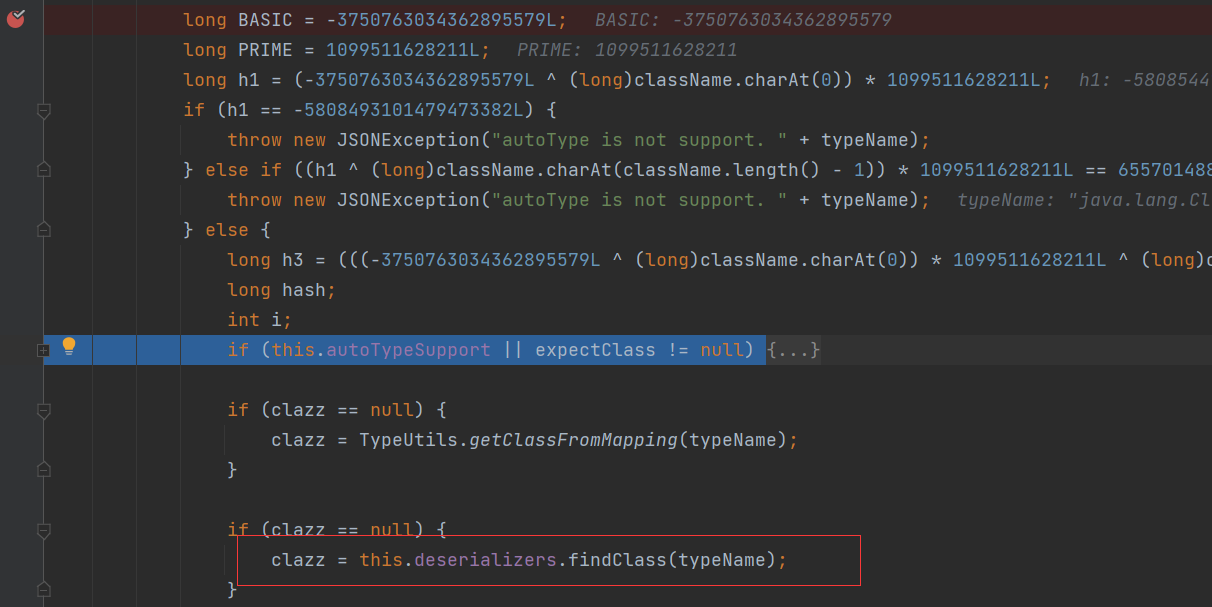 long BASIC = -3750763034362895579L; BASIC: -3750763034362895579
long PRIME = 1099511628211L; PRIME: 1099511628211
long h1 = (-3750763034362895579L ^ (long)className.charAt(0)) * 1099511628211L; h1: -5808544
if (h1 == -5808493101479473382L) {
throw new JSONException("autoType is not support. " + typeName);
} else if ((h1 ^ (long)className.charAt(className.length() - 1)) * 1099511628211L == 655701488
throw new JSONException("autoType is not support. " + typeName); typeName: "java.lang.Cl
} else {
long h3 = (((-3750763034362895579L ^ (long)className.charAt(0)) * 1099511628211L ^ (long)c
long hash;
int i;
if (this.autoTypeSupport || expectClass != null) {...}
if (clazz == null) {
clazz = TypeUtils.getClassFromMapping(typeName);
}
if (clazz == null) {
clazz = this.deserializers.findClass(typeName);
}